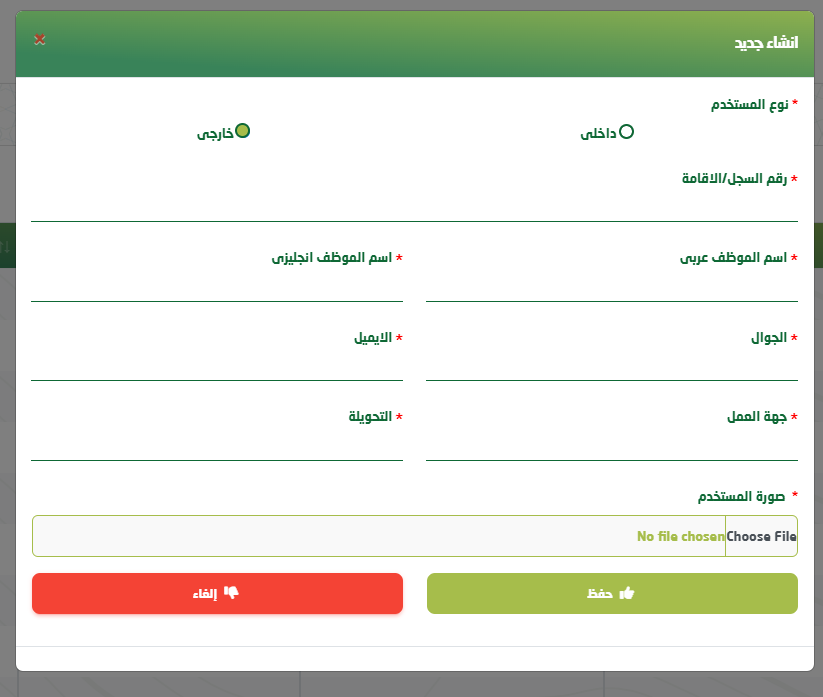 انشاء جديد
* نوع المستخدم
داخلى
خارجى
* رقم السجل/الاقامة
* اسم الموظف عربى
* اسم الموظف انجليزى
* الجوال
* الايميل
* جهة العمل
* التحويلة
* صورة المستخدم
Choose File No file chosen
حفظ
إلغاء